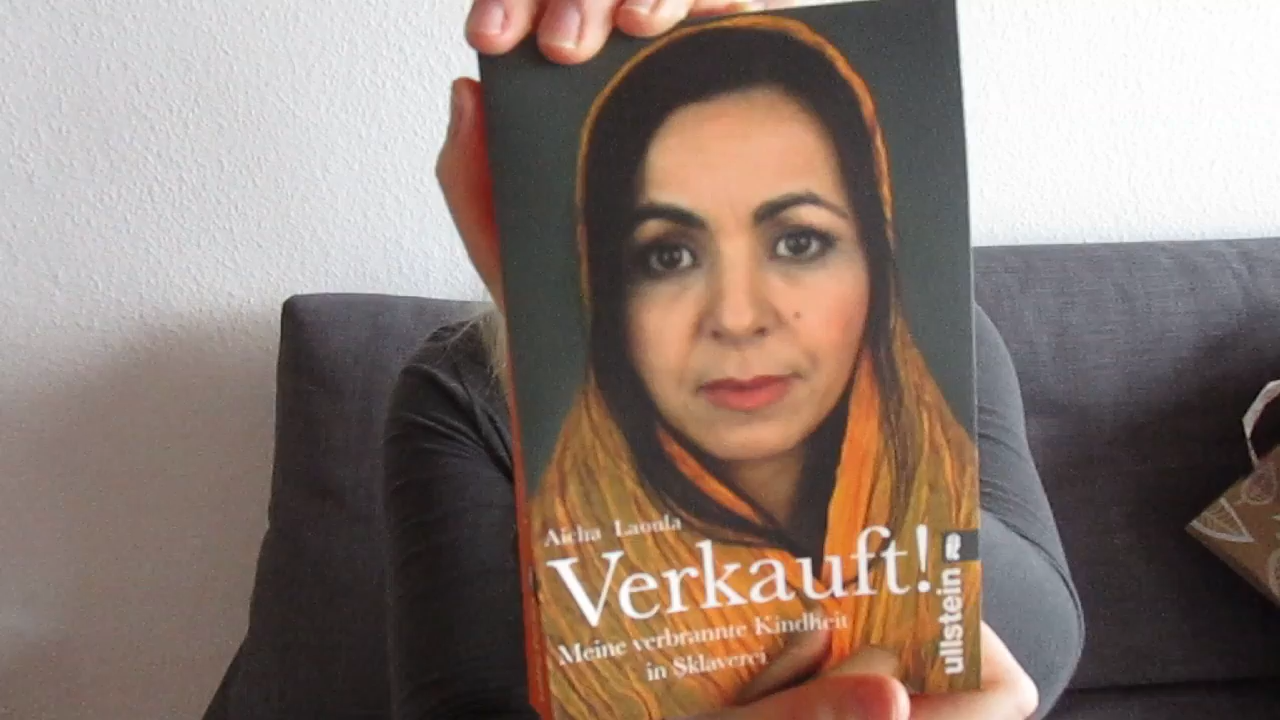 Aicha Laoula
Verkauft!
Meine verbrannte Kindheit
in Sklaverei
ullstein